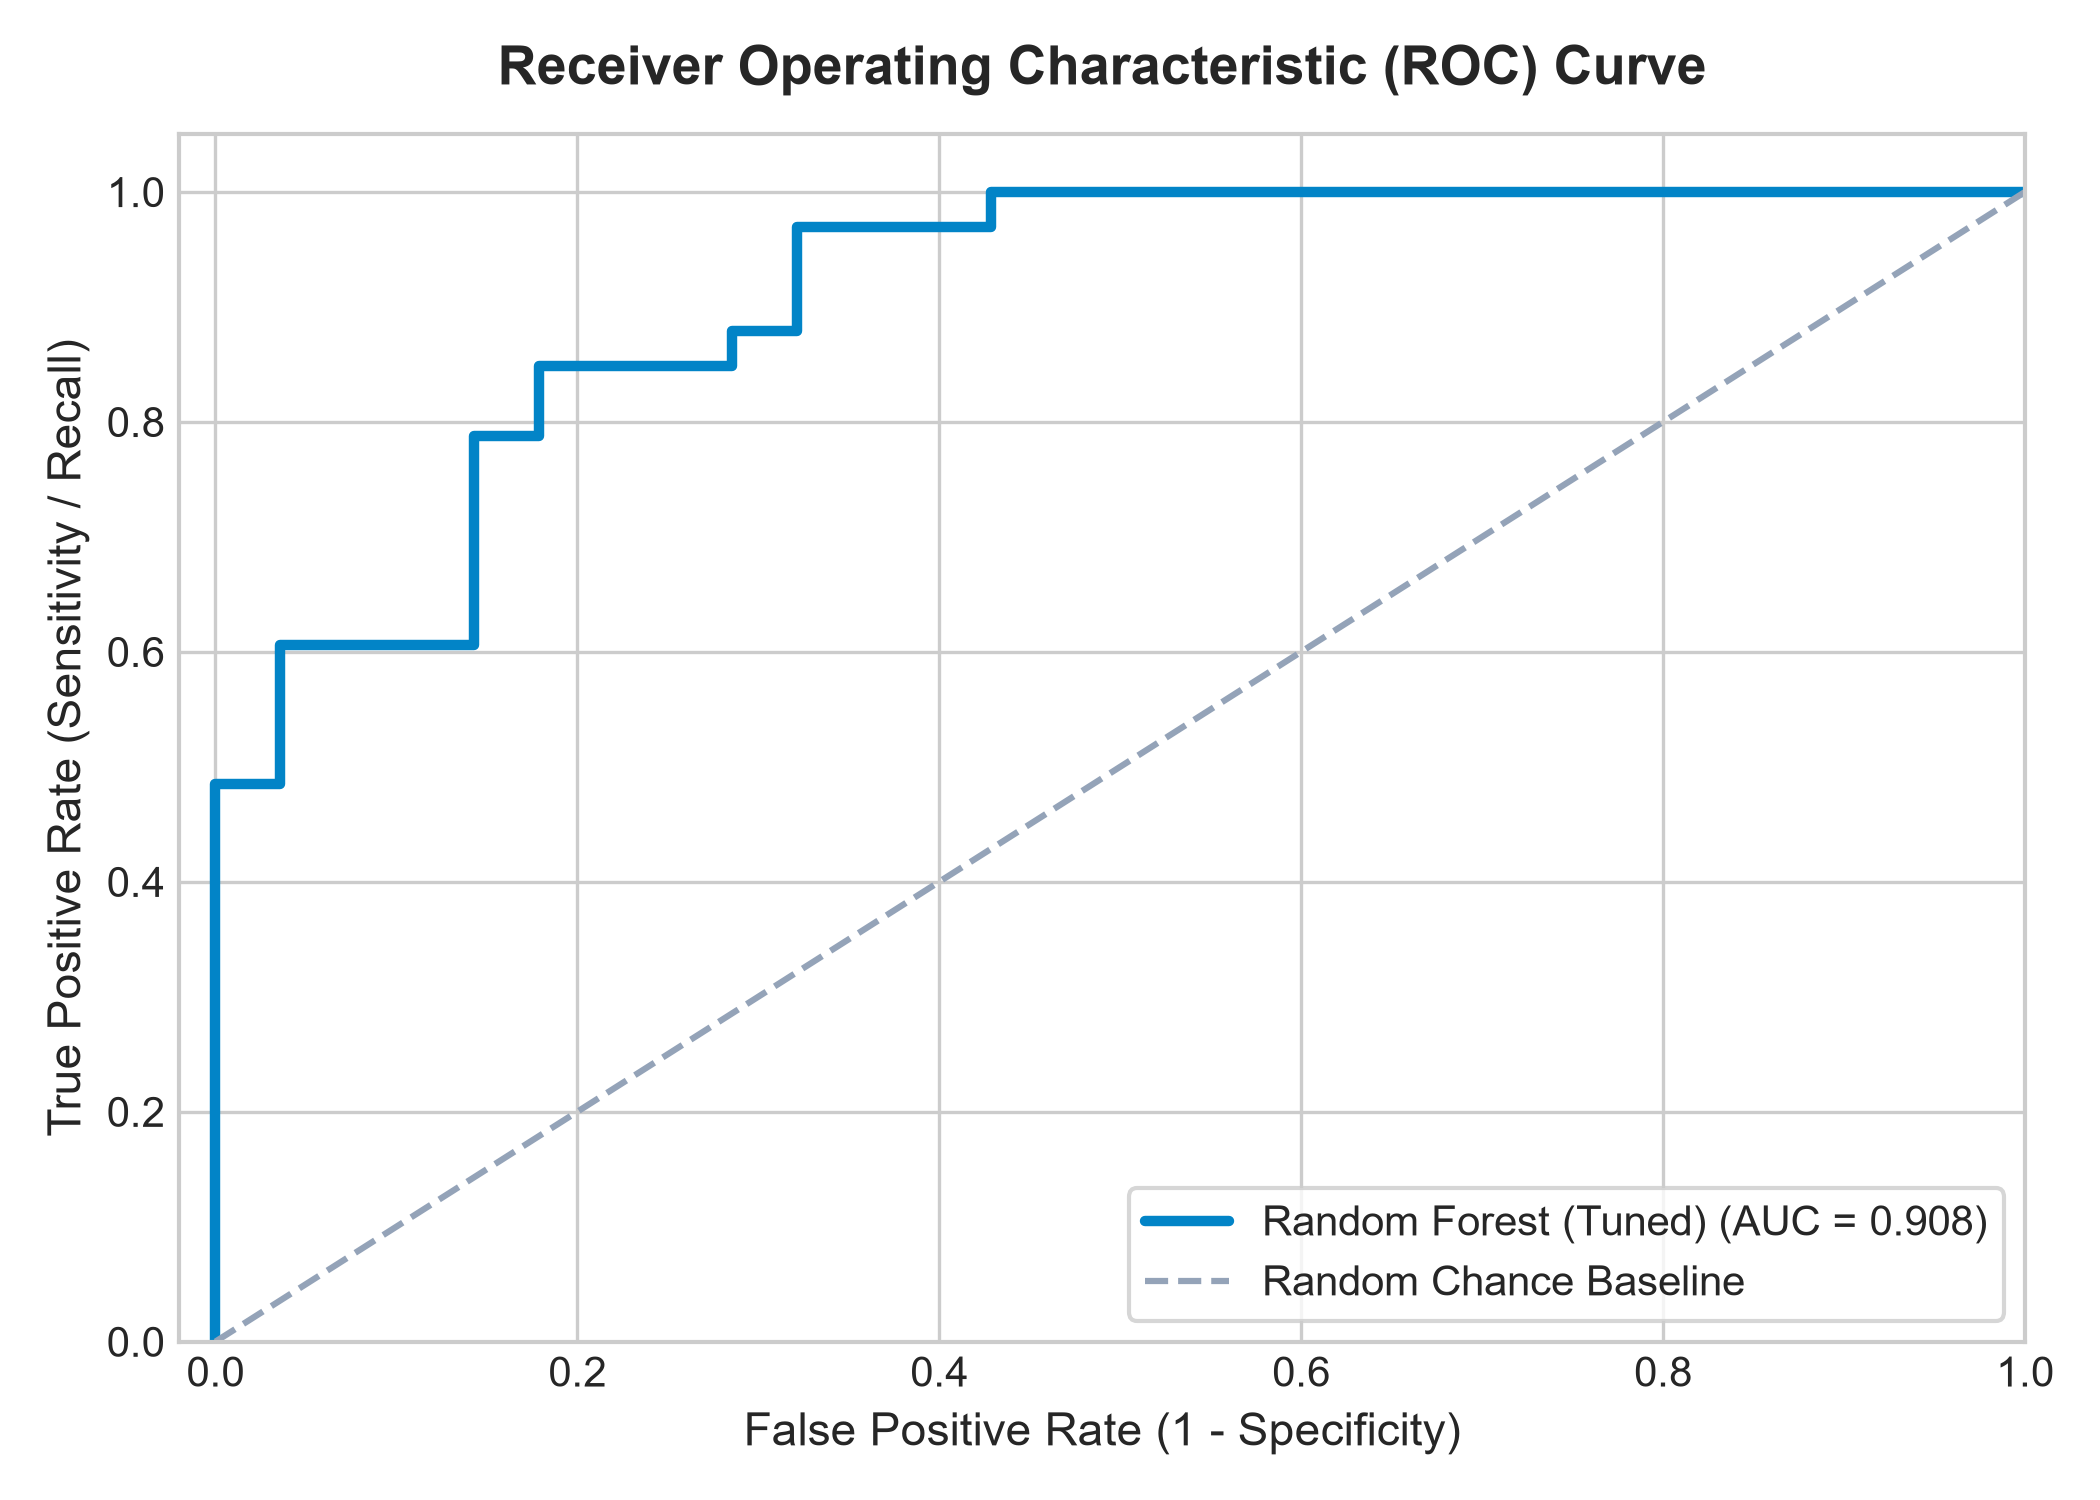 Receiver Operating Characteristic (ROC) Curve
True Positive Rate (Sensitivity / Recall)
1.0
0.8
0.6
0.4
0.2
0.0
Random Forest (Tuned) (AUC = 0.908)
Random Chance Baseline
0.0 0.2 0.4 0.6 0.8 1.0
False Positive Rate (1 - Specificity)